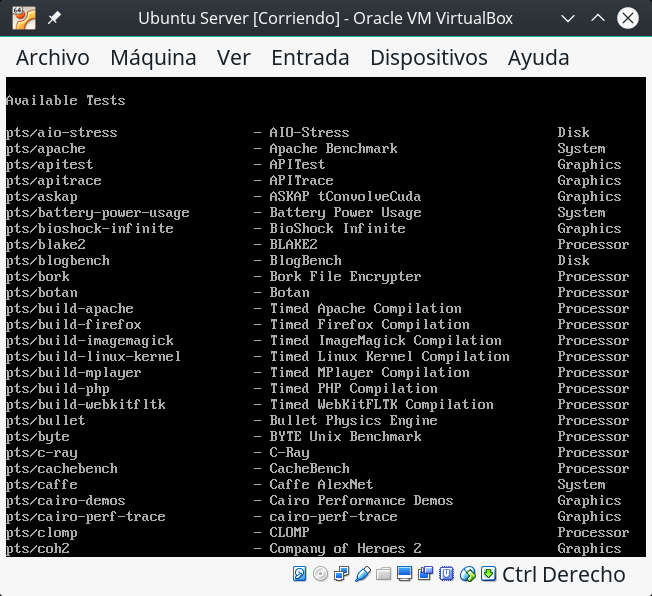 Ubuntu Server [Corriendo] - Oracle VM VirtualBox
Archivo Máquina Ver Entrada Dispositivos Ayuda
Available Tests
pts/aio-stress - AIO-Stress Disk
pts/apache - Apache Benchmark System
pts/apitest - APITest Graphics
pts/apitrace - APITrace Graphics
pts/askap - ASKAP tConvolveCuda Graphics
pts/battery-power-usage - Battery Power Usage System
pts/bioshock-infinite - BioShock Infinite Graphics
pts/blake2 - BLAKE2 Processor
pts/blogbench - BlogBench Disk
pts/bork - Bork File Encrypter Processor
pts/botan - Botan Processor
pts/build-apache - Timed Apache Compilation Processor
pts/build-firefox - Timed Firefox Compilation Processor
pts/build-imagemagick - Timed ImageMagick Compilation Processor
pts/build-linux-kernel - Timed Linux Kernel Compilation Processor
pts/build-mplayer - Timed MPlayer Compilation Processor
pts/build-php - Timed PHP Compilation Processor
pts/build-webkitfltk - Timed WebKitFLTK Compilation Processor
pts/bullet - Bullet Physics Engine Processor
pts/byte - BYTE Unix Benchmark Processor
pts/c-ray - C-Ray Processor
pts/cachebench - CacheBench Processor
pts/caffe - Caffe AlexNet System
pts/cairo-demos - Cairo Performance Demos Graphics
pts/cairo-perf-trace - cairo-perf-trace Graphics
pts/clomp - CLOMP Processor
pts/coh2 - Company of Heroes 2 Graphics
Ctrl Derecho